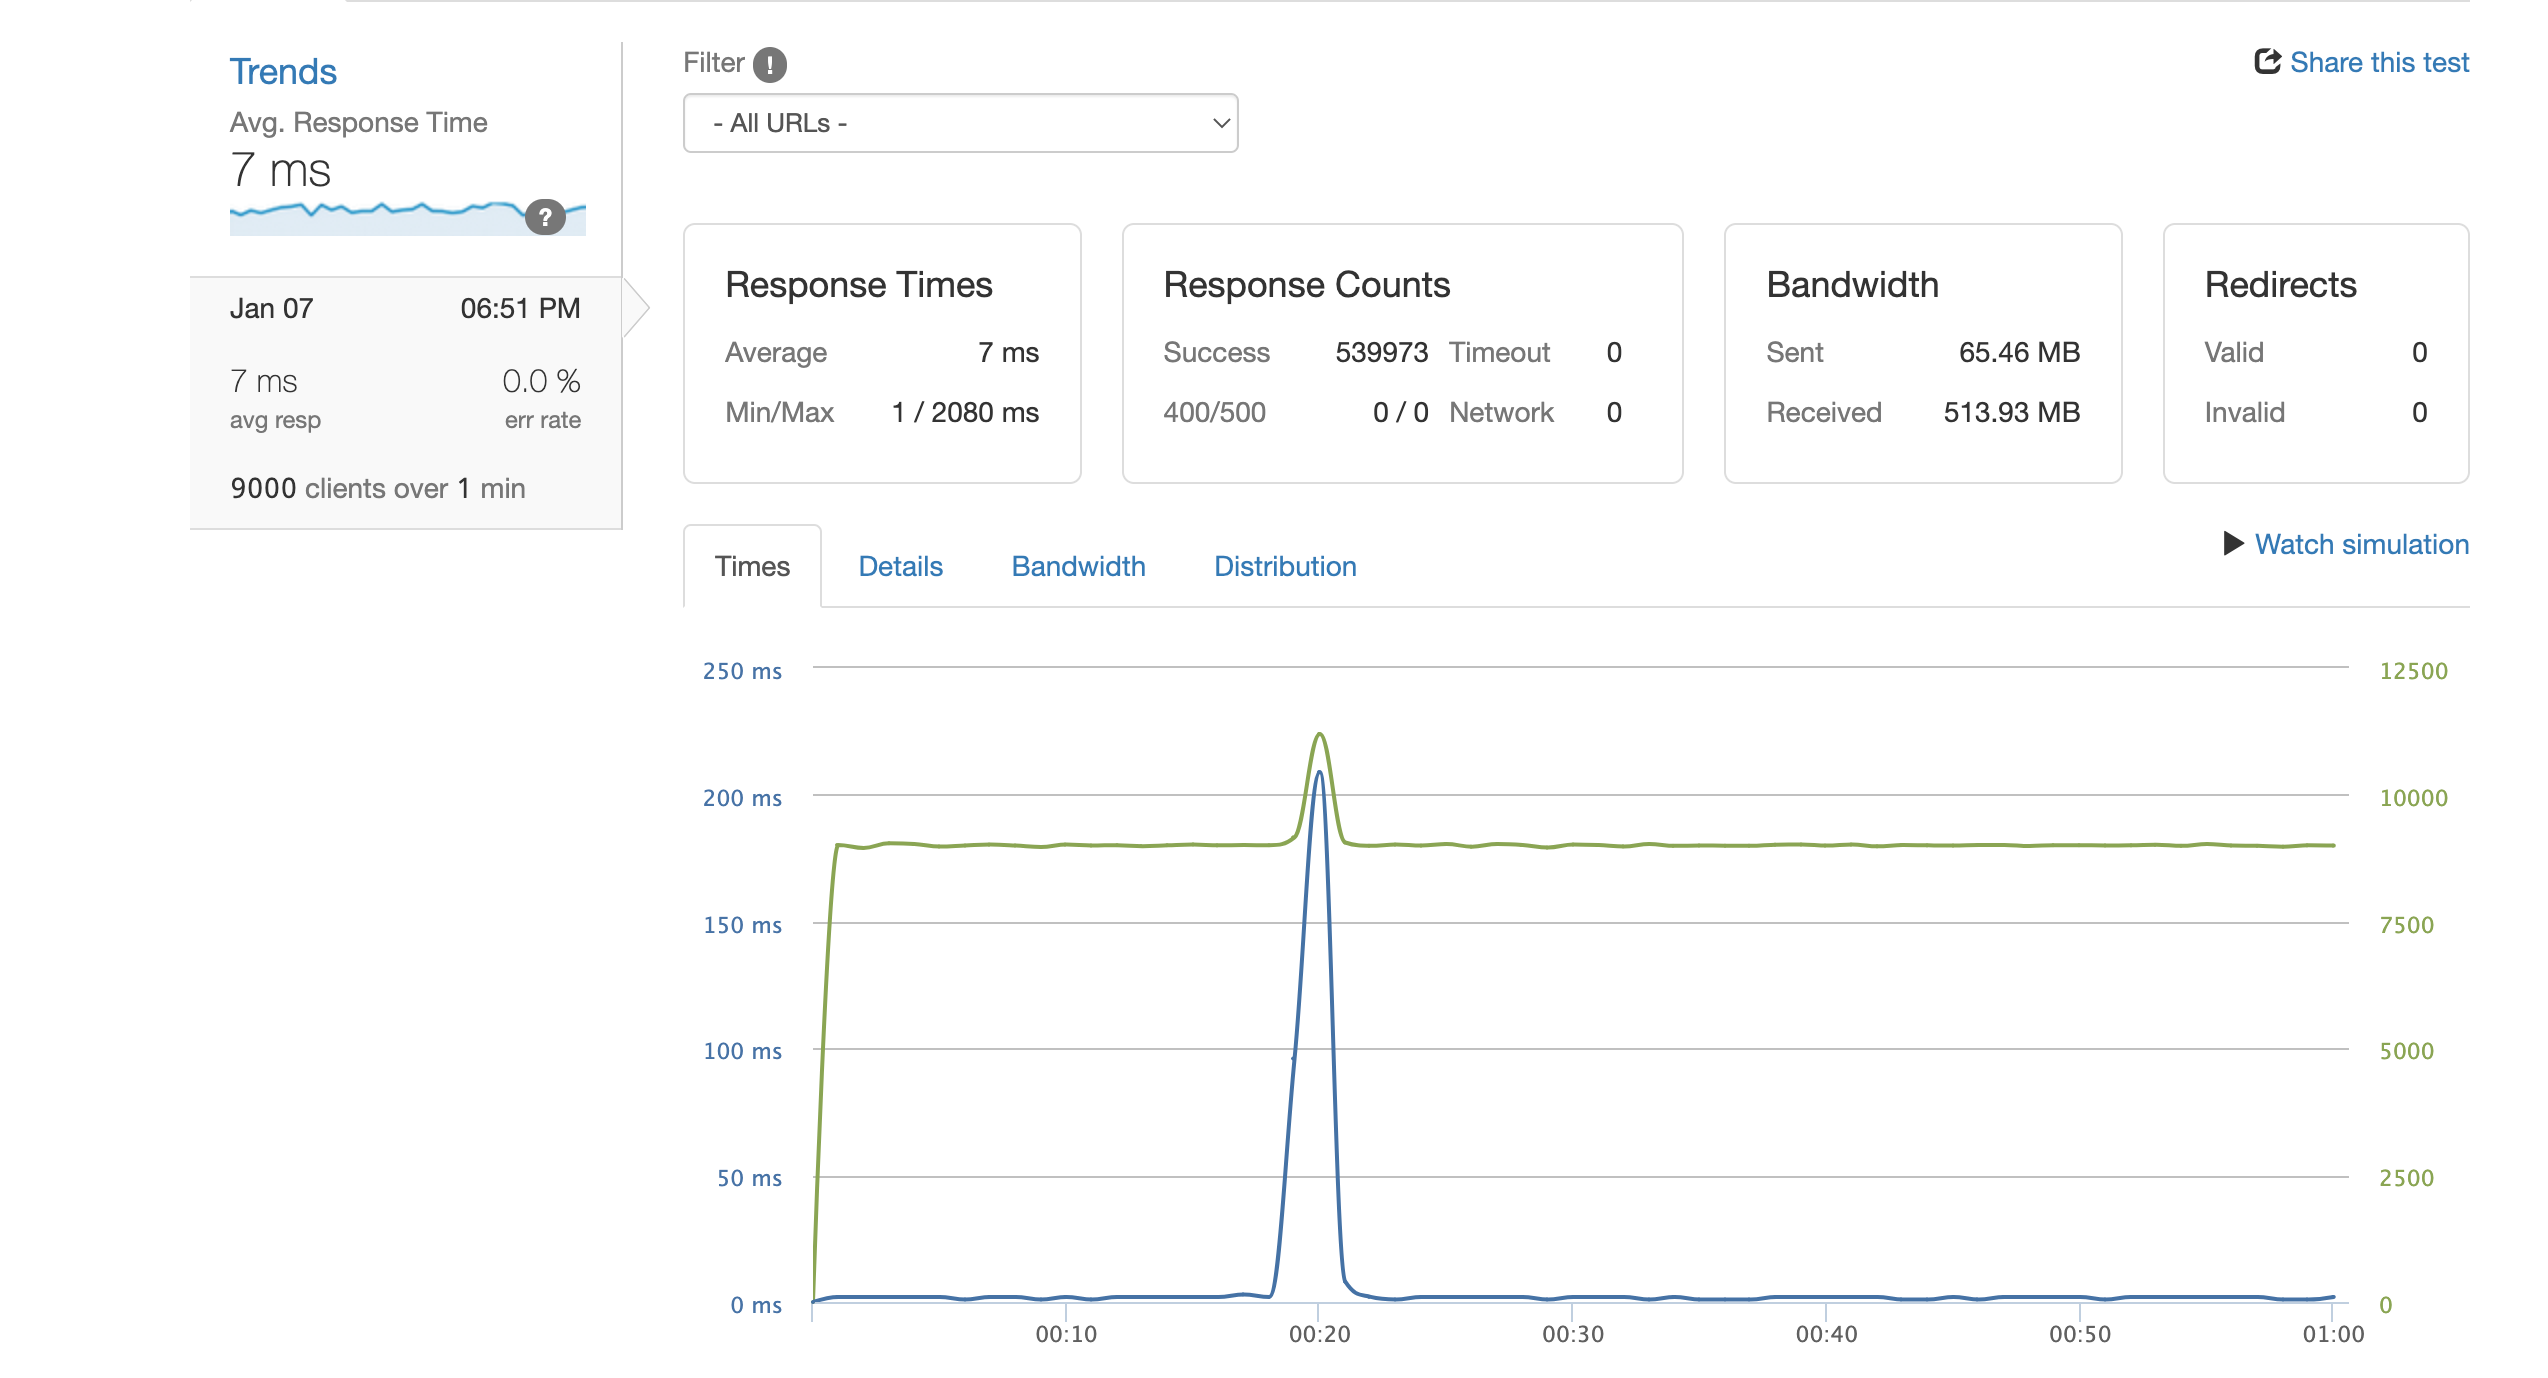 Trends
Avg. Response Time
7 ms
?
Jan 07 06:51 PM
7 ms 0.0 %
avg resp err rate
9000 clients over 1 min
Filter !
- All URLs -
Share this test
Response Times
Average 7 ms
Min/Max 1 / 2080 ms
Response Counts
Success 539973 Timeout 0
400/500 0 / 0 Network 0
Bandwidth
Sent 65.46 MB
Received 513.93 MB
Redirects
Valid 0
Invalid 0
Times Details Bandwidth Distribution
Watch simulation
250 ms 12500
200 ms 10000
150 ms 7500
100 ms 5000
50 ms 2500
0 ms 0
00:10 00:20 00:30 00:40 00:50 01:00